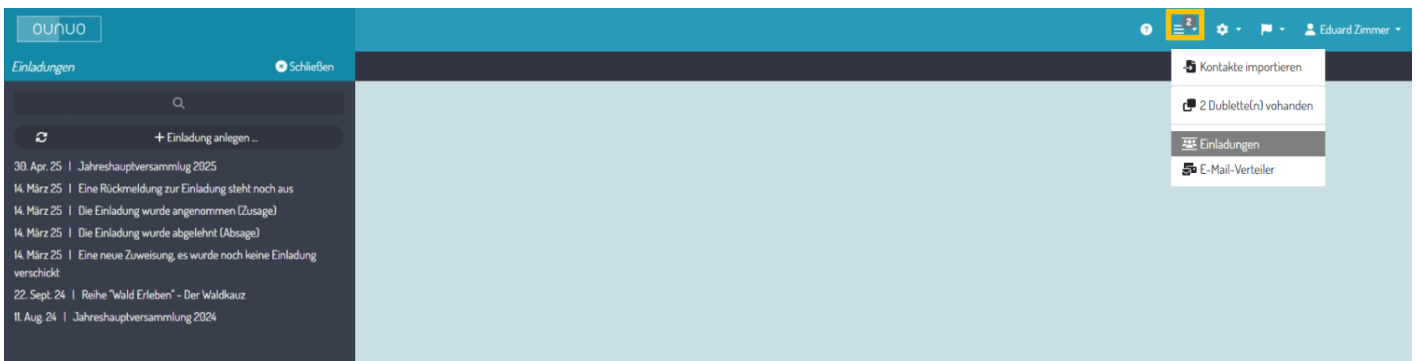 ounuo
2
Eduard Zimmer
Einladungen
Schließen
Kontakte importieren
2 Dublette(n) vohanden
Einladungen
E-Mail-Verteiler
+ Einladung anlegen ...
30. Apr. 25 | Jahreshauptversammlug 2025
14. März 25 | Eine Rückmeldung zur Einladung steht noch aus
14. März 25 | Die Einladung wurde angenommen (Zusage)
14. März 25 | Die Einladung wurde abgelehnt (Absage)
14. März 25 | Eine neue Zuweisung, es wurde noch keine Einladung
verschickt
22. Sept. 24 | Reihe "Wald Erleben" - Der Waldkauz
11. Aug. 24 | Jahreshauptversammlung 2024